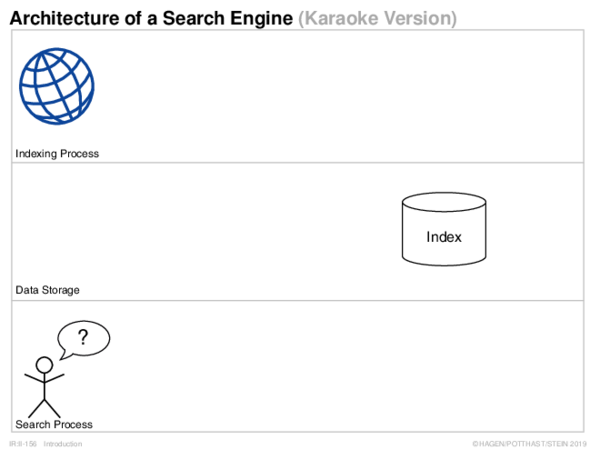 Architecture of a Search Engine (Karaoke Version)
Indexing Process
Index
Data Storage
?
Search Process
IR:II-156 Introduction
©HAGEN/POTTHAST/STEIN 2019